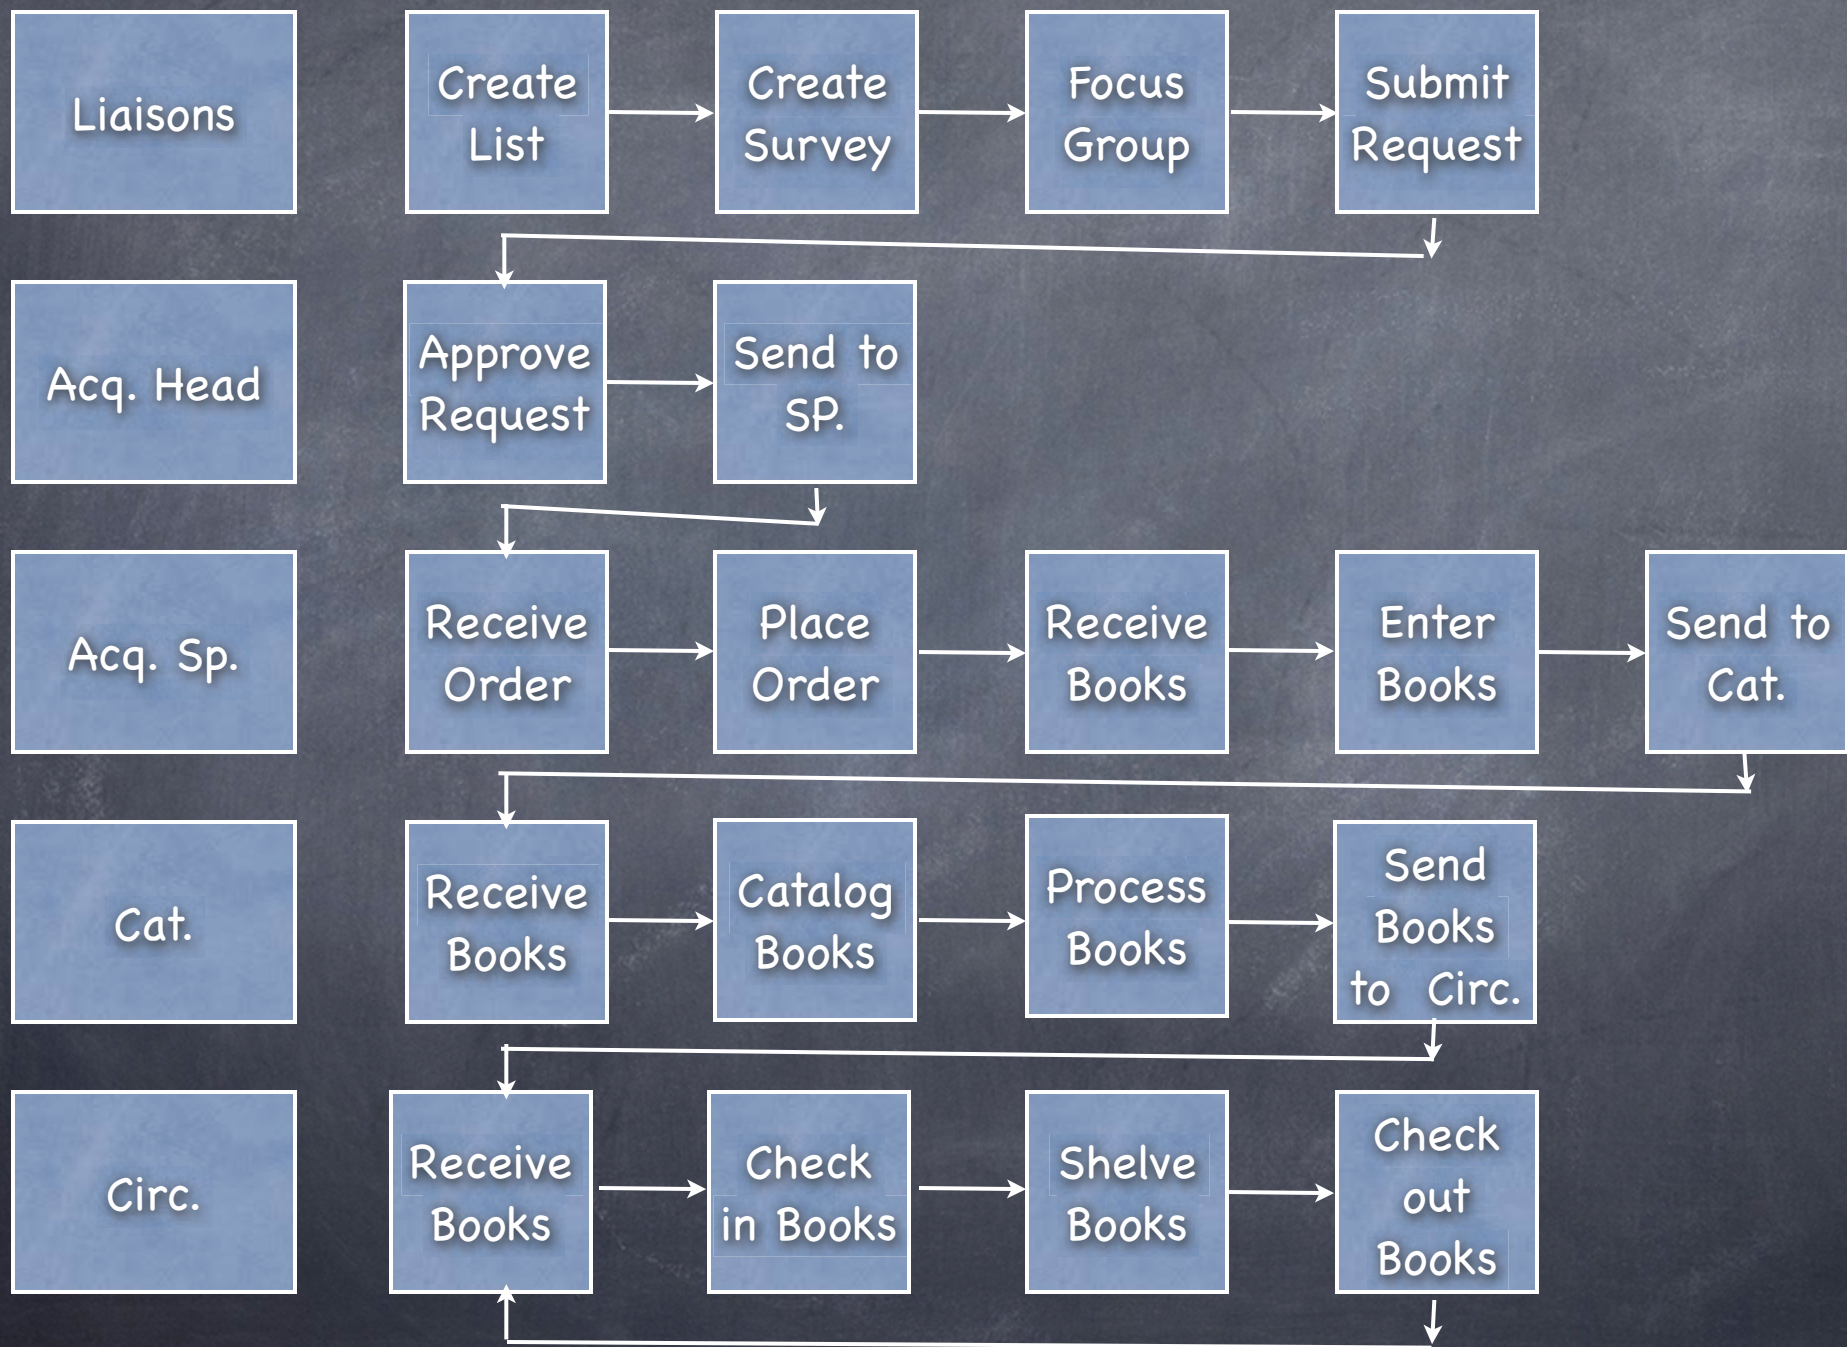 Liaisons
Create
List
Create
Survey
Focus
Group
Submit
Request
Acq. Head
Approve
Request
Send to
SP.
Acq. Sp.
Receive
Order
Place
Order
Receive
Books
Enter
Books
Send to
Cat.
Cat.
Receive
Books
Catalog
Books
Process
Books
Send
Books
to Circ.
Circ.
Receive
Books
Check
in Books
Shelve
Books
Check
out
Books